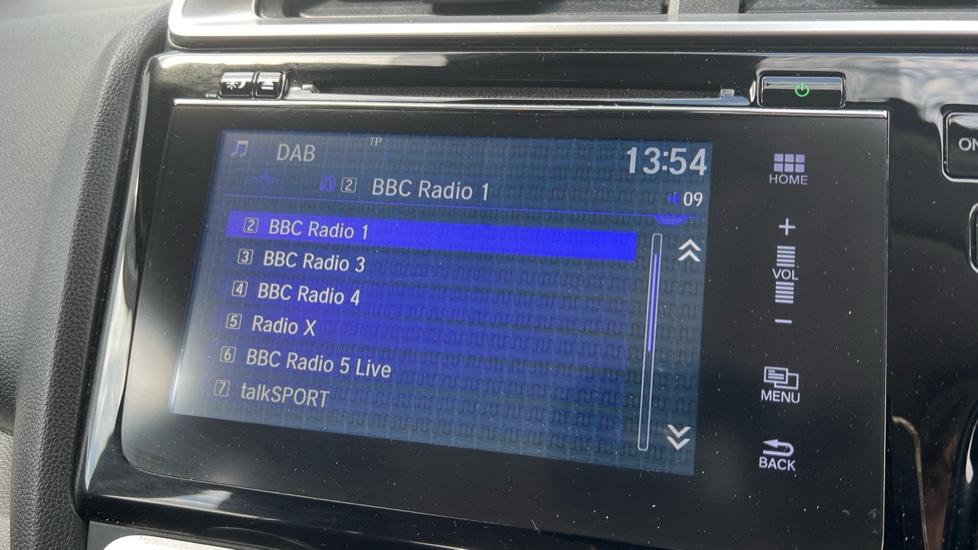 TP
DAB
13:54
2 BBC Radio 1
09
2 BBC Radio 1
3 BBC Radio 3
4 BBC Radio 4
5 Radio X
6 BBC Radio 5 Live
7 talkSPORT
HOME
+
VOL
−
MENU
BACK